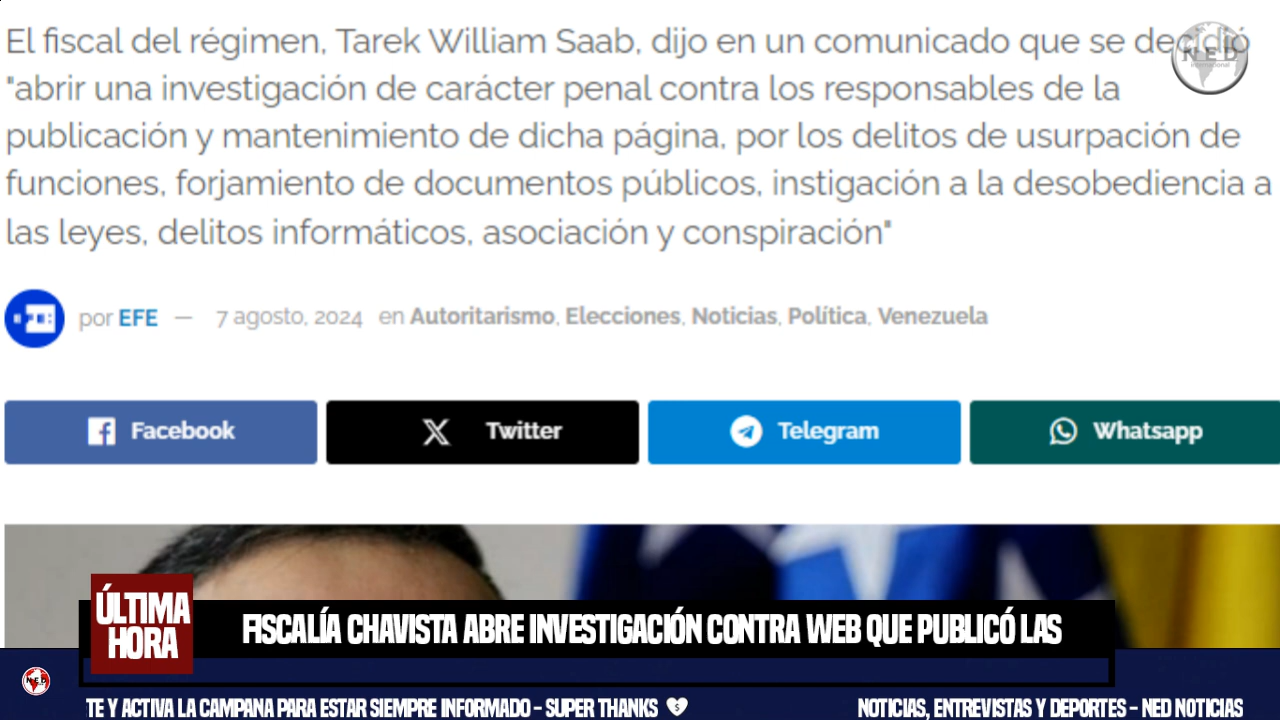 El fiscal del régimen, Tarek William Saab, dijo en un comunicado que se decidió
"abrir una investigación de carácter penal contra los responsables de la
publicación y mantenimiento de dicha página, por los delitos de usurpación de
funciones, forjamiento de documentos públicos, instigación a la desobediencia a
las leyes, delitos informáticos, asociación y conspiración"
NED
international
por EFE — 7 agosto, 2024 en Autoritarismo, Elecciones, Noticias, Política, Venezuela
Facebook
Twitter
Telegram
Whatsapp
ÚLTIMA
HORA
FISCALÍA CHAVISTA ABRE INVESTIGACIÓN CONTRA WEB QUE PUBLICÓ LAS
NED
TE Y ACTIVA LA CAMPANA PARA ESTAR SIEMPRE INFORMADO - SUPER THANKS
NOTICIAS, ENTREVISTAS Y DEPORTES - NED NOTICIAS